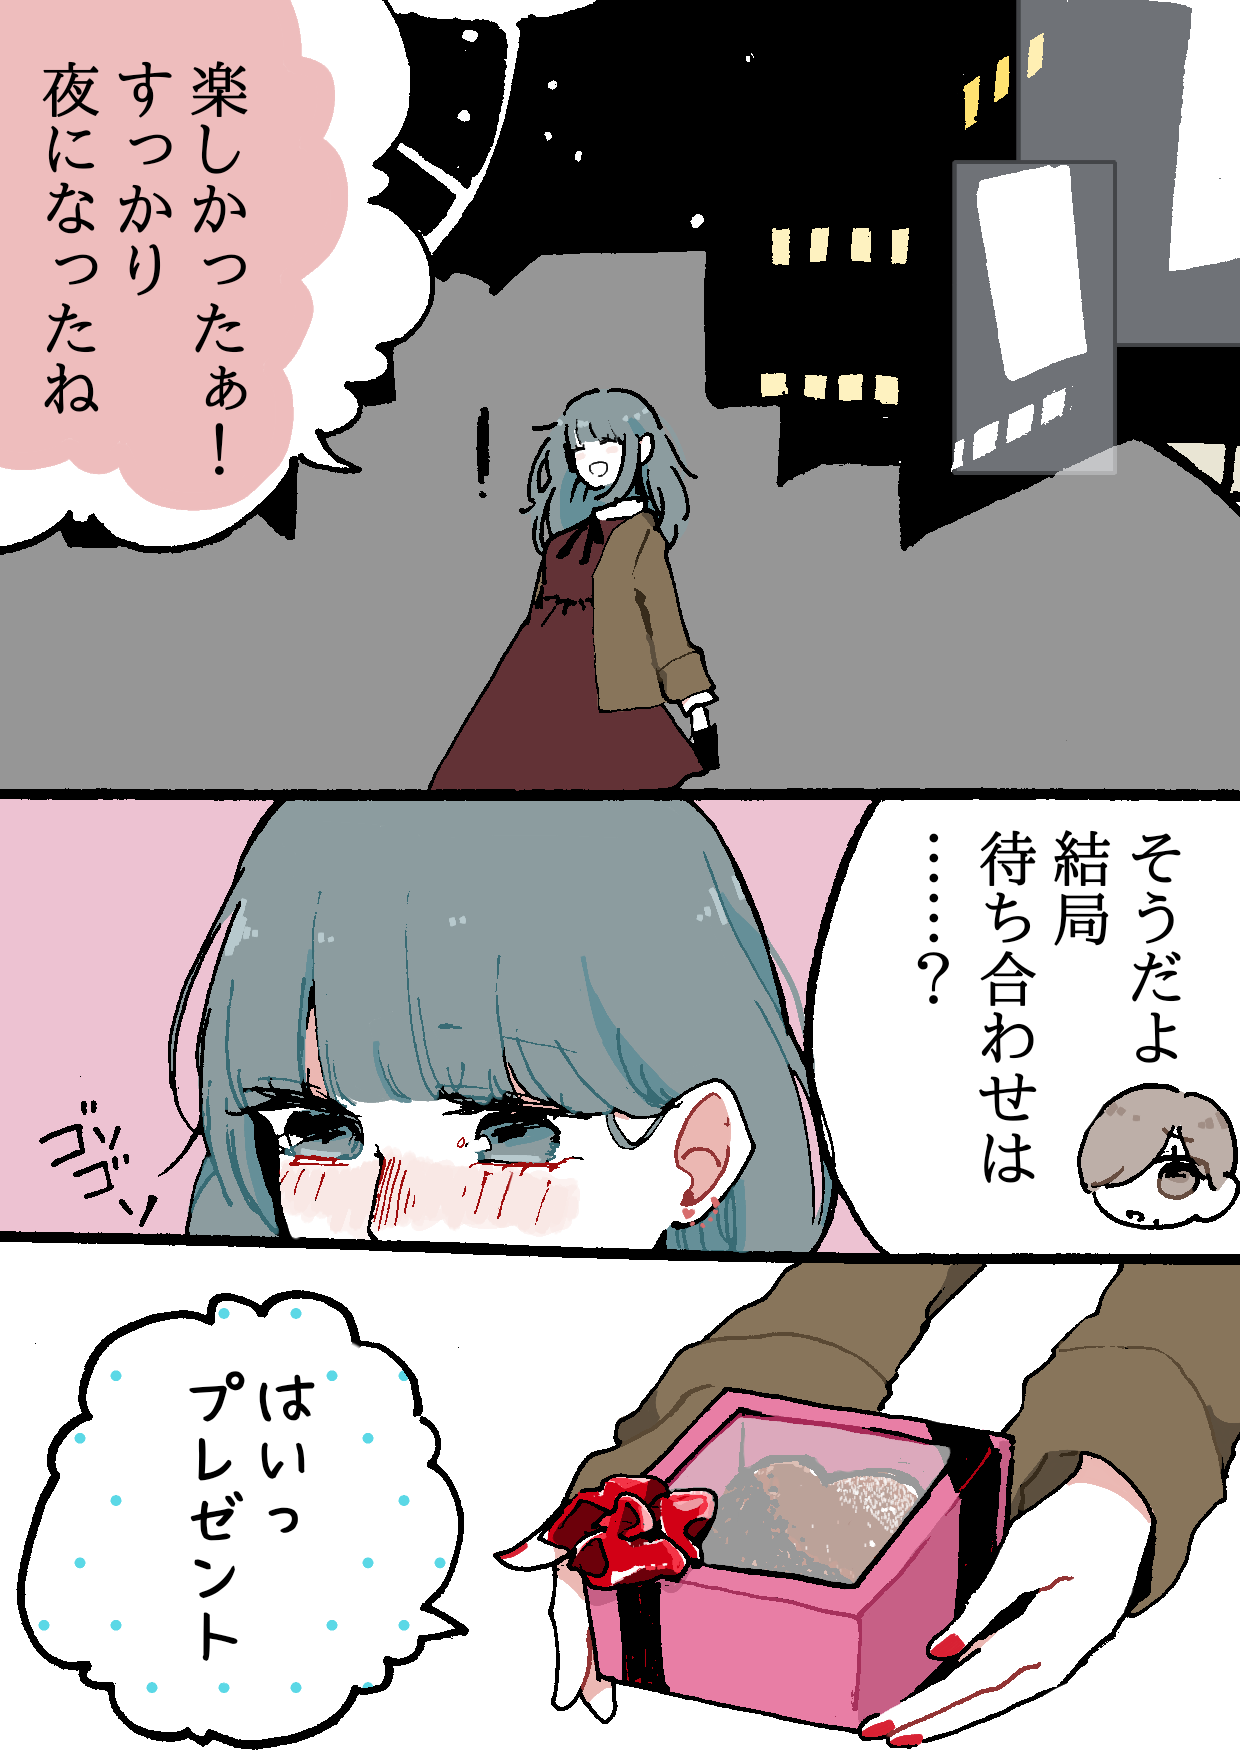 楽しかったぁ！
すっかり
夜になったね
そうだよ
結局
待ち合わせは
……？
ゴソ
ゴソ
はいっ
プレゼント